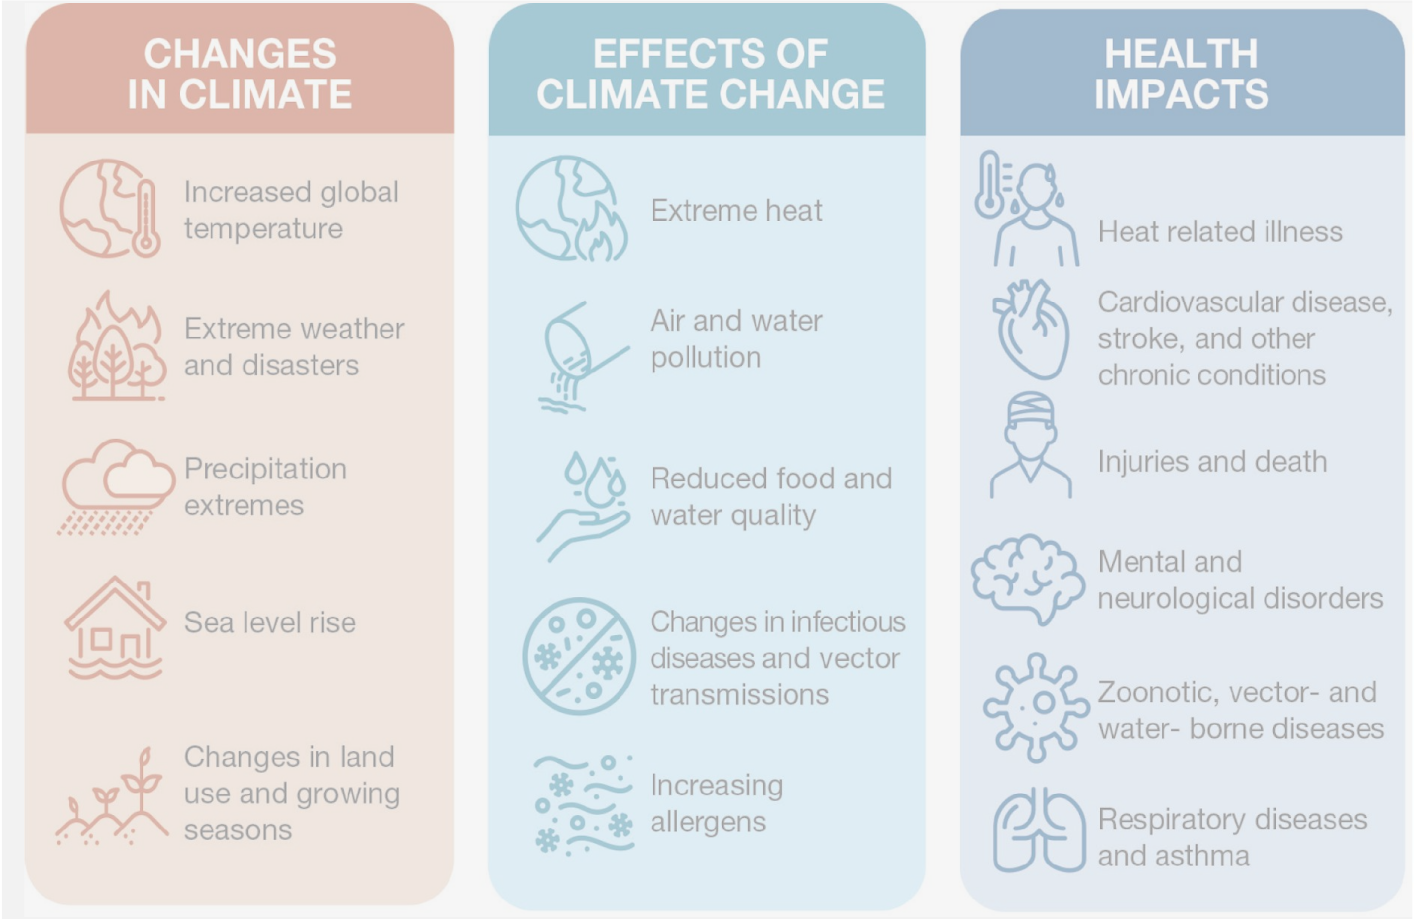 CHANGES
IN CLIMATE
Increased global
temperature
Extreme weather
and disasters
Precipitation
extremes
Sea level rise
Changes in land
use and growing
seasons
EFFECTS OF
CLIMATE CHANGE
Extreme heat
Air and water
pollution
Reduced food and
water quality
Changes in infectious
diseases and vector
transmissions
Increasing
allergens
HEALTH
IMPACTS
Heat related illness
Cardiovascular disease,
stroke, and other
chronic conditions
Injuries and death
Mental and
neurological disorders
Zoonotic, vector- and
water- borne diseases
Respiratory diseases
and asthma